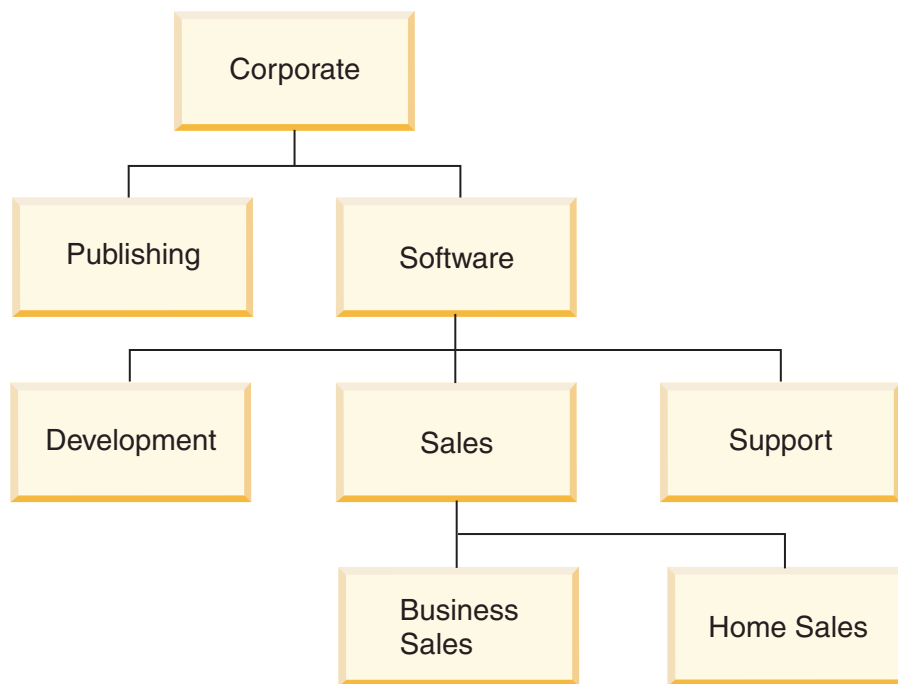 Corporate
Publishing
Software
Development
Sales
Support
Business
Sales
Home Sales